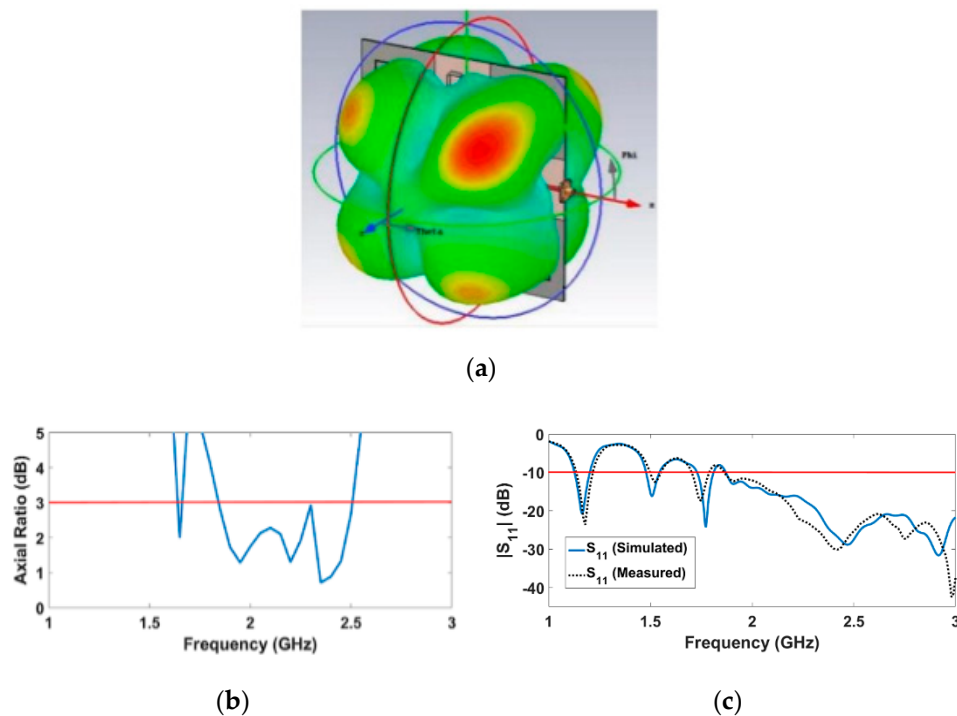 Phi
x
Theta
(a)
5
4
3
2
1
0
Axial Ratio (dB)
1 1.5 2 2.5 3
Frequency (GHz)
(b)
0
-10
-20
-30
-40
|S11| (dB)
S11 (Simulated)
S11 (Measured)
1 1.5 2 2.5 3
Frequency (GHz)
(c)